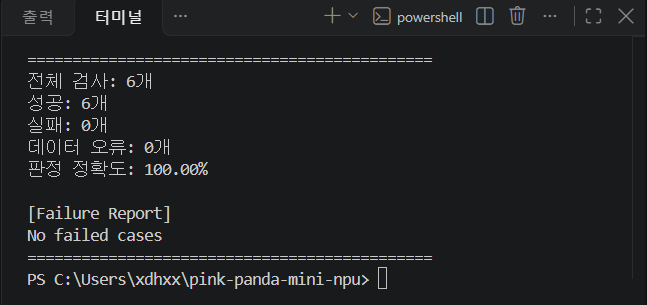 출력 터미널 ··· powershell ···
=============================================
전체 검사: 6개
성공: 6개
실패: 0개
데이터 오류: 0개
판정 정확도: 100.00%
[Failure Report]
No failed cases
=============================================
PS C:\Users\xdhxx\pink-panda-mini-npu>